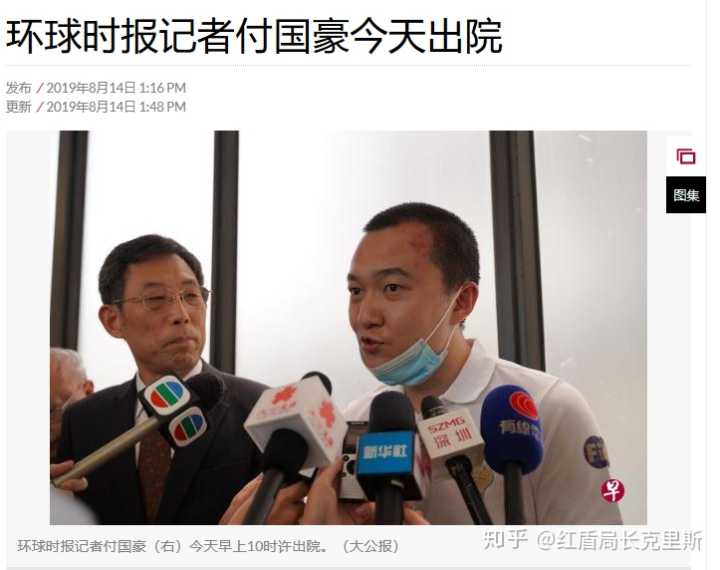 环球时报记者付国豪今天出院
发布 / 2019年8月14日 1:16 PM
更新 / 2019年8月14日 1:48 PM
图集
SZMG
深圳
有線
早
环球时报记者付国豪（右）今天早上10时许出院。（大公报）
知乎 @红盾局长克里斯